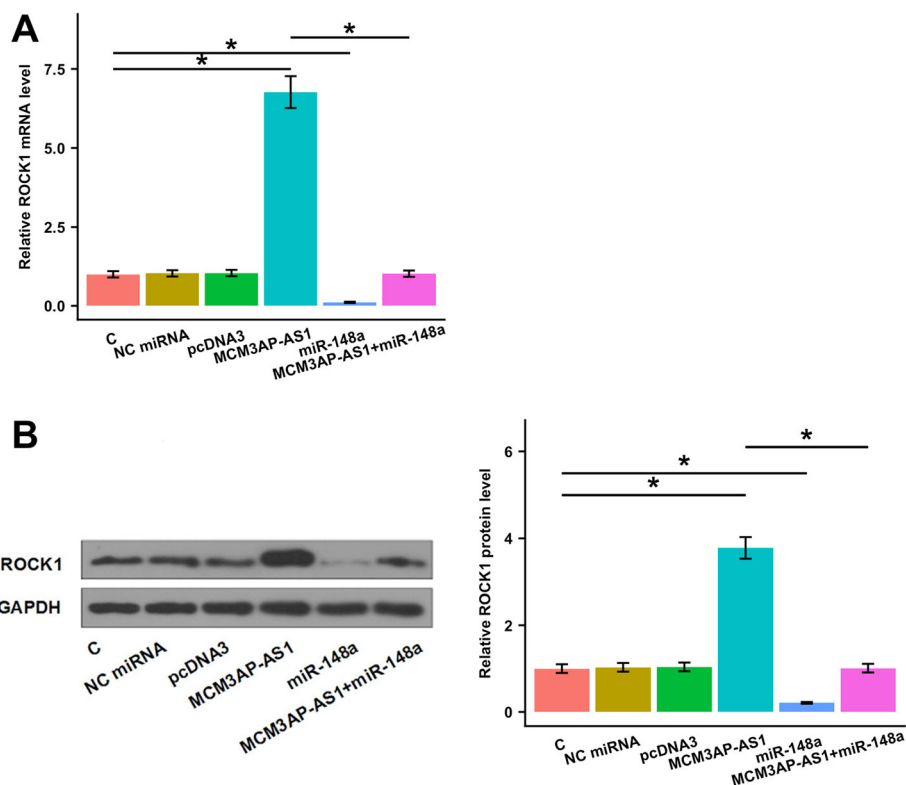 A
Relative ROCK1 mRNA level
7.5
5.0
2.5
0.0
*
*
*
C
NC miRNA
pcDNA3
MCM3AP-AS1
miR-148a
MCM3AP-AS1+miR-148a
B
ROCK1
GAPDH
C
NC miRNA
pcDNA3
MCM3AP-AS1
miR-148a
MCM3AP-AS1+miR-148a
Relative ROCK1 protein level
6
4
2
0
*
*
*
C
NC miRNA
pcDNA3
MCM3AP-AS1
miR-148a
MCM3AP-AS1+miR-148a